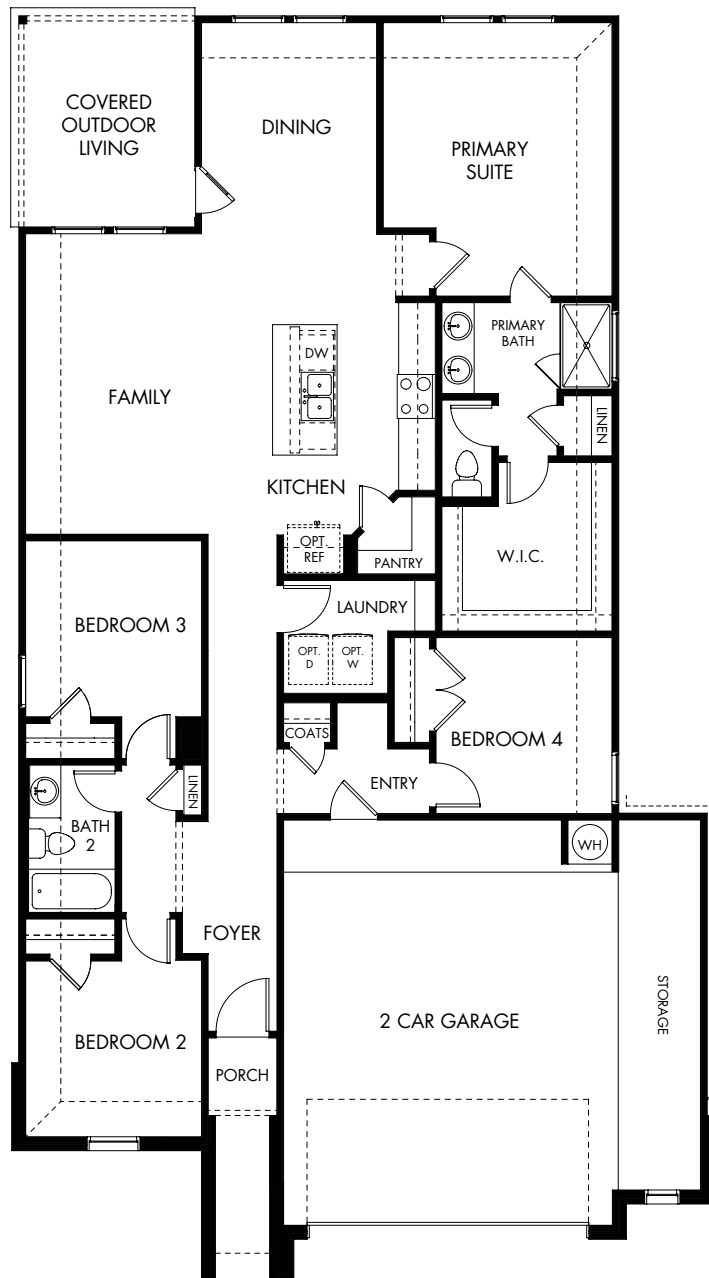 COVERED
OUTDOOR
LIVING
DINING
PRIMARY
SUITE
PRIMARY
BATH
DW
FAMILY
LINEN
KITCHEN
OPT.
REF
PANTRY
W.I.C.
LAUNDRY
BEDROOM 3
OPT.
D
OPT.
W
COATS
BEDROOM 4
ENTRY
LINEN
BATH
2
WH
FOYER
STORAGE
2 CAR GARAGE
BEDROOM 2
PORCH